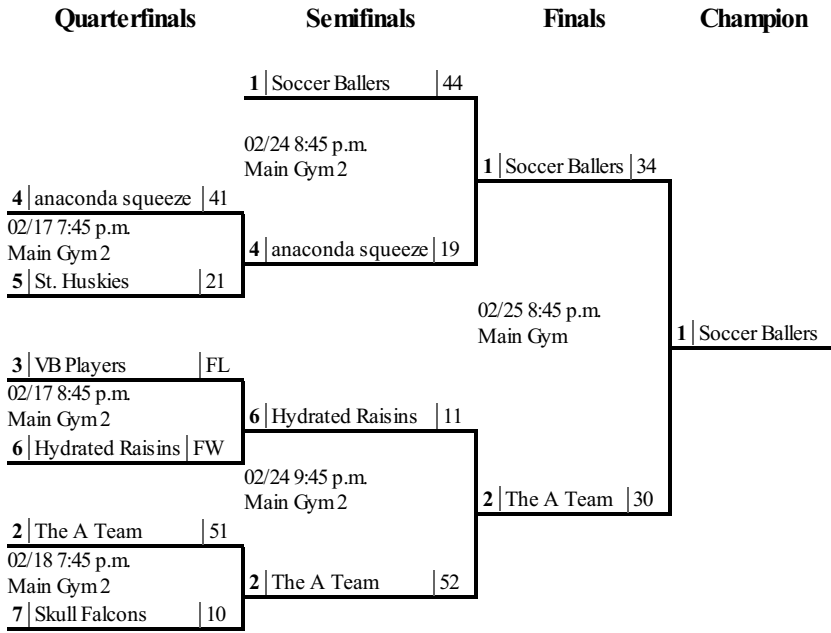 Quarterfinals Semifinals Finals Champion
1 Soccer Ballers 44
02/24 8:45 p.m.
Main Gym 2
1 Soccer Ballers 34
4 anaconda squeeze 41
02/17 7:45 p.m.
Main Gym 2
4 anaconda squeeze 19
5 St. Huskies 21
02/25 8:45 p.m.
Main Gym
1 Soccer Ballers
3 VB Players FL
02/17 8:45 p.m.
Main Gym 2
6 Hydrated Raisins 11
6 Hydrated Raisins FW
02/24 9:45 p.m.
Main Gym 2
2 The A Team 30
2 The A Team 51
02/18 7:45 p.m.
Main Gym 2
2 The A Team 52
7 Skull Falcons 10